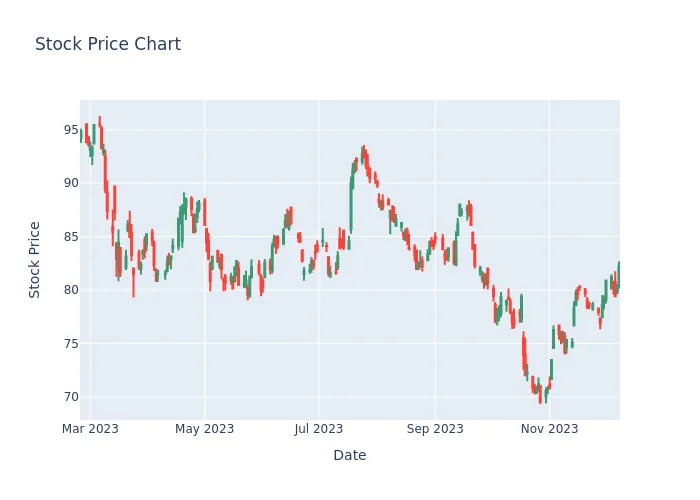 Stock Price Chart
95
90
85
80
75
70
Stock Price
Mar 2023
May 2023
Jul 2023
Sep 2023
Nov 2023
Date